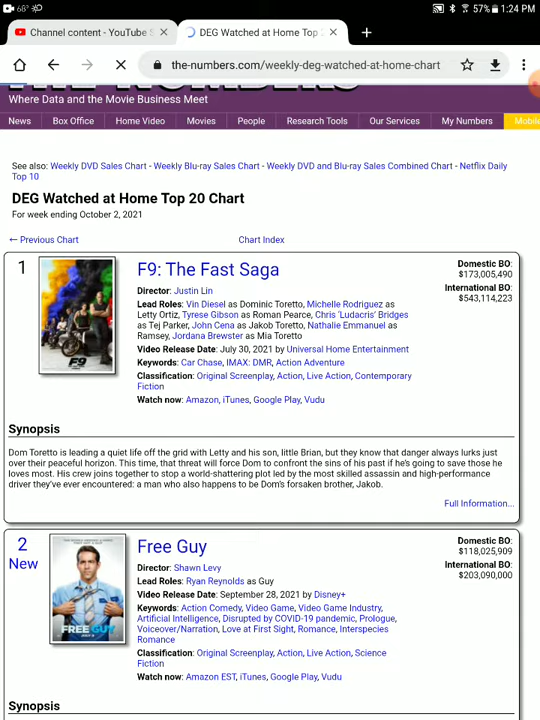 68° 57% 1:24 PM
Channel content - YouTube S
DEG Watched at Home Top 2
the-numbers.com/weekly-deg-watched-at-home-chart
Where Data and the Movie Business Meet
News Box Office Home Video Movies People Research Tools Our Services My Numbers Mobile
See also: Weekly DVD Sales Chart - Weekly Blu-ray Sales Chart - Weekly DVD and Blu-ray Sales Combined Chart - Netflix Daily
Top 10
DEG Watched at Home Top 20 Chart
For week ending October 2, 2021
← Previous Chart Chart Index
1
F9: The Fast Saga
Director: Justin Lin
Lead Roles: Vin Diesel as Dominic Toretto, Michelle Rodriguez as
Letty Ortiz, Tyrese Gibson as Roman Pearce, Chris 'Ludacris' Bridges
as Tej Parker, John Cena as Jakob Toretto, Nathalie Emmanuel as
Ramsey, Jordana Brewster as Mia Toretto
Video Release Date: July 30, 2021 by Universal Home Entertainment
Keywords: Car Chase, IMAX: DMR, Action Adventure
Classification: Original Screenplay, Action, Live Action, Contemporary
Fiction
Watch now: Amazon, iTunes, Google Play, Vudu
Domestic BO:
$173,005,490
International BO:
$543,114,223
F9
Synopsis
Dom Toretto is leading a quiet life off the grid with Letty and his son, little Brian, but they know that danger always lurks just
over their peaceful horizon. This time, that threat will force Dom to confront the sins of his past if he's going to save those he
loves most. His crew joins together to stop a world-shattering plot led by the most skilled assassin and high-performance
driver they've ever encountered: a man who also happens to be Dom's forsaken brother, Jakob.
Full Information...
2
New
Free Guy
Director: Shawn Levy
Lead Roles: Ryan Reynolds as Guy
Video Release Date: September 28, 2021 by Disney+
Keywords: Action Comedy, Video Game, Video Game Industry,
Artificial Intelligence, Disrupted by COVID-19 pandemic, Prologue,
Voiceover/Narration, Love at First Sight, Romance, Interspecies
Romance
Classification: Original Screenplay, Action, Live Action, Science
Fiction
Watch now: Amazon EST, iTunes, Google Play, Vudu
Domestic BO:
$118,025,909
International BO:
$203,090,000
FREE GUY
Synopsis